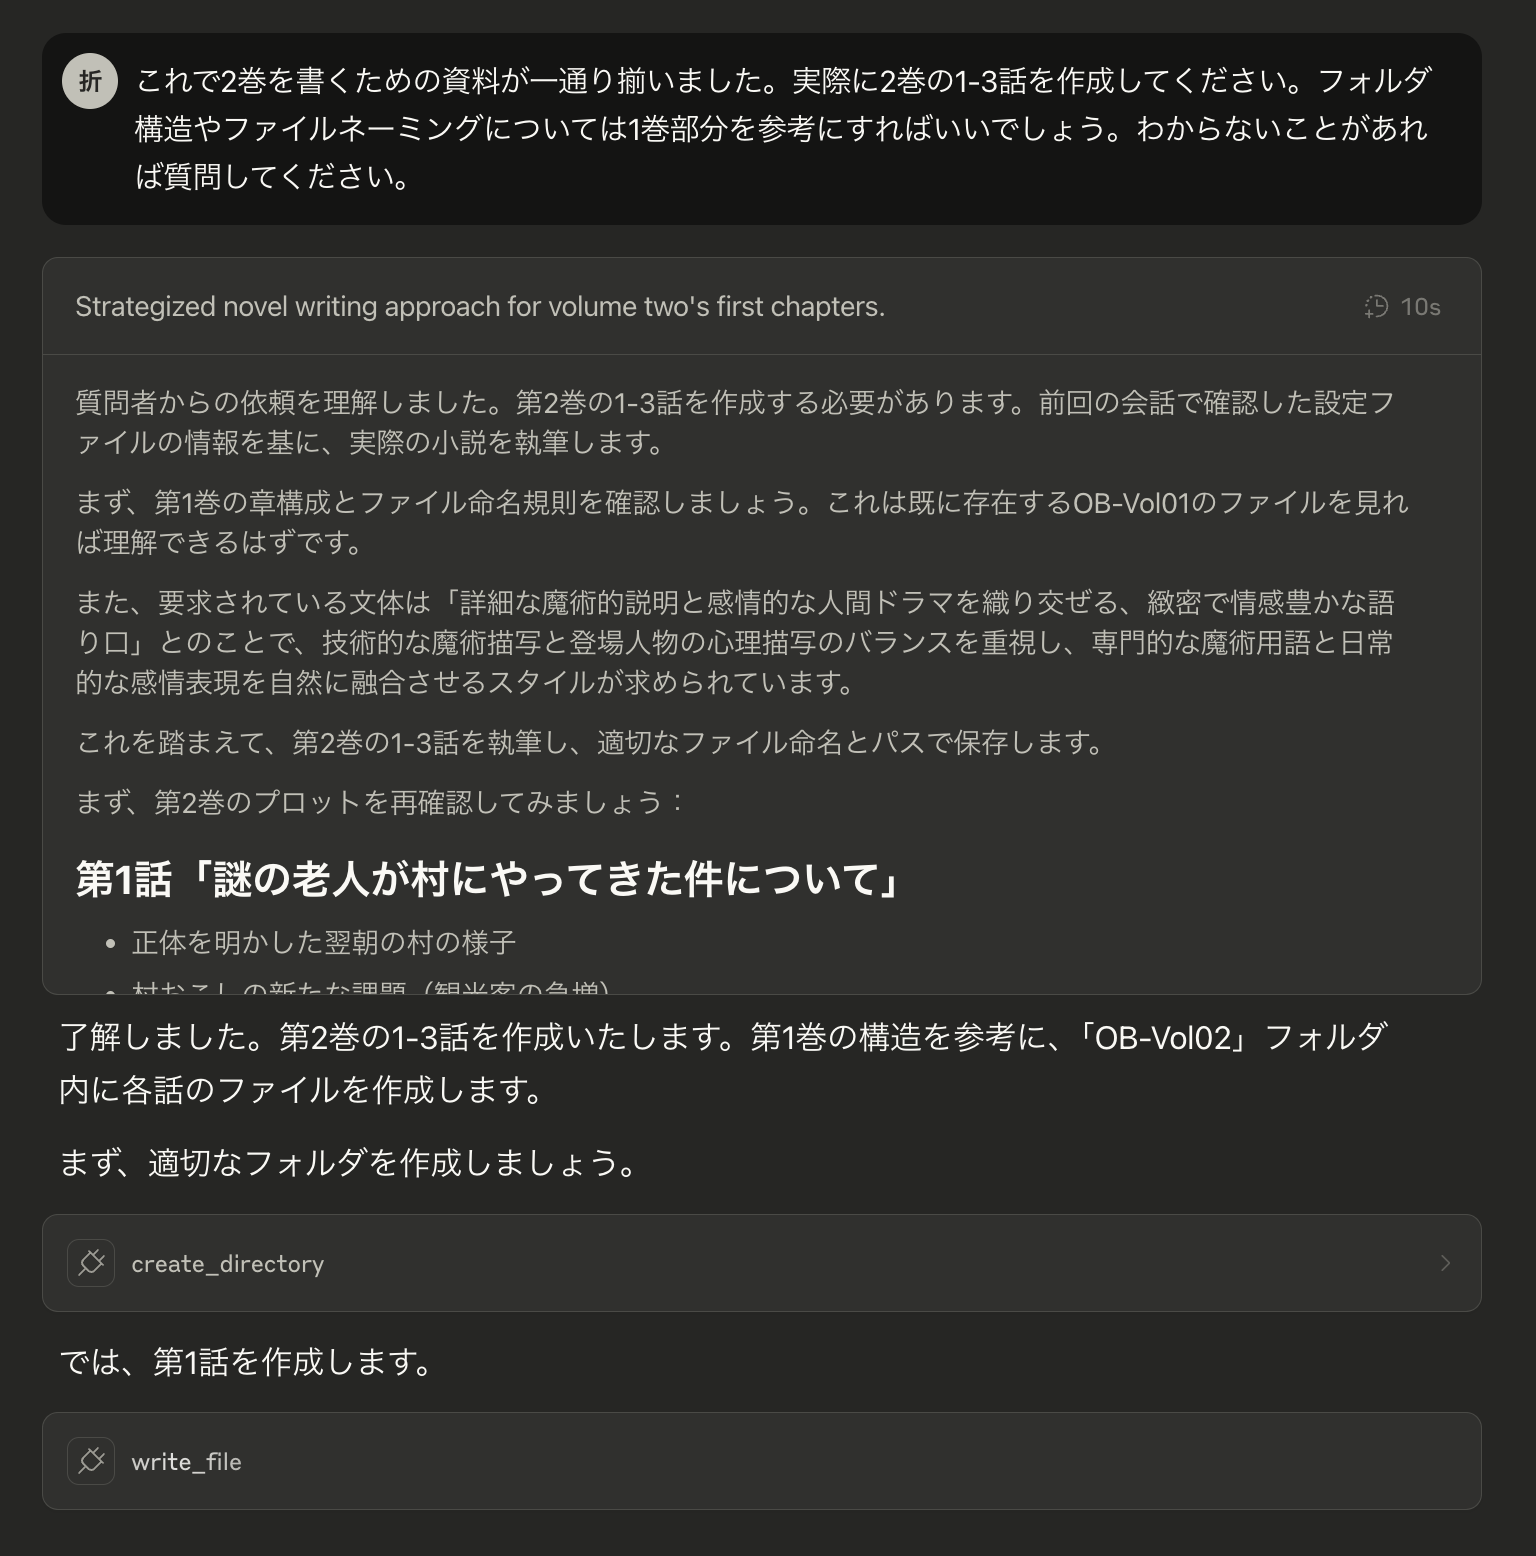 折
これで2巻を書くための資料が一通り揃いました。実際に2巻の1-3話を作成してください。フォルダ
構造やファイルネーミングについては1巻部分を参考にすればいいでしょう。わからないことがあれ
ば質問してください。
Strategized novel writing approach for volume two's first chapters.
10s
質問者からの依頼を理解しました。第2巻の1-3話を作成する必要があります。前回の会話で確認した設定フ
ァイルの情報を基に、実際の小説を執筆します。
まず、第1巻の章構成とファイル命名規則を確認しましょう。これは既に存在するOB-Vol01のファイルを見れ
ば理解できるはずです。
また、要求されている文体は「詳細な魔術的説明と感情的な人間ドラマを織り交ぜる、緻密で情感豊かな語
り口」とのことで、技術的な魔術描写と登場人物の心理描写のバランスを重視し、専門的な魔術用語と日常
的な感情表現を自然に融合させるスタイルが求められています。
これを踏まえて、第2巻の1-3話を執筆し、適切なファイル命名とパスで保存します。
まず、第2巻のプロットを再確認してみましょう：
第1話「謎の老人が村にやってきた件について」
• 正体を明かした翌朝の村の様子
• 村おこしの新たな課題（観光客の急増）
了解しました。第2巻の1-3話を作成いたします。第1巻の構造を参考に、「OB-Vol02」フォルダ
内に各話のファイルを作成します。
まず、適切なフォルダを作成しましょう。
create_directory
では、第1話を作成します。
write_file